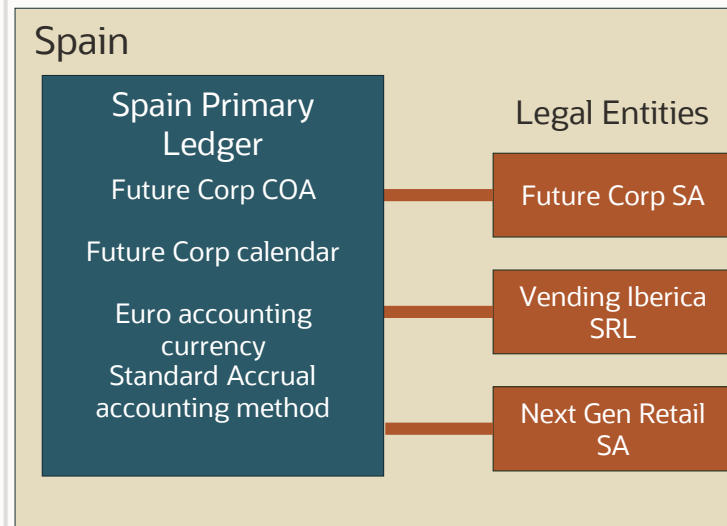 Spain
Spain Primary
Ledger
Future Corp COA
Future Corp calendar
Euro accounting
currency
Standard Accrual
accounting method
Legal Entities
Future Corp SA
Vending Iberica
SRL
Next Gen Retail
SA